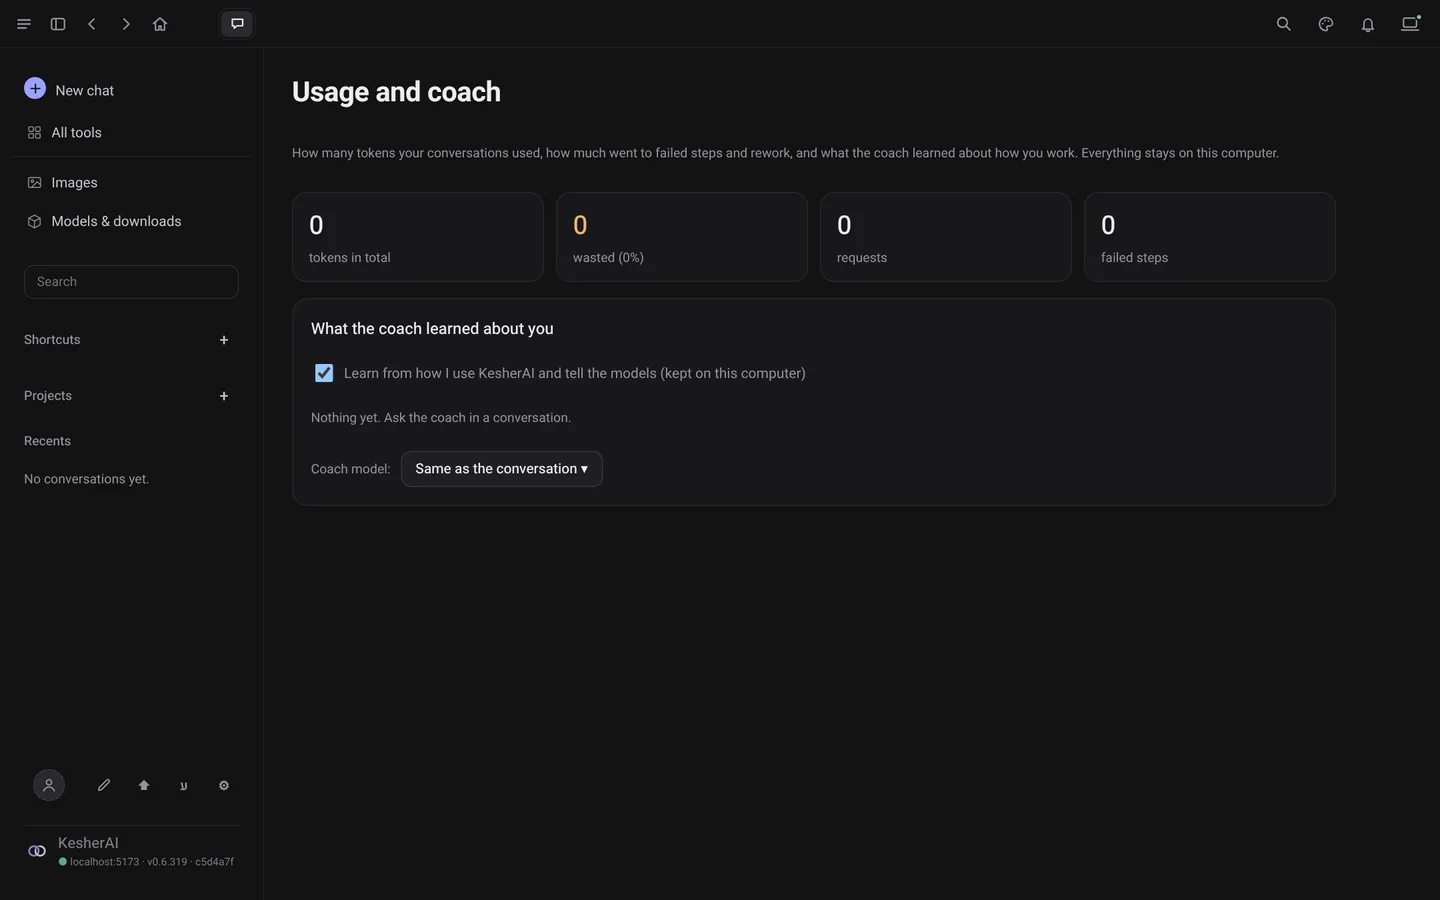 New chat
All tools
Images
Models & downloads
Search
Shortcuts +
Projects +
Recents
No conversations yet.
ע
KesherAI
localhost:5173 · v0.6.319 · c5d4a7f
Usage and coach
How many tokens your conversations used, how much went to failed steps and rework, and what the coach learned about how you work. Everything stays on this computer.
0
tokens in total
0
wasted (0%)
0
requests
0
failed steps
What the coach learned about you
Learn from how I use KesherAI and tell the models (kept on this computer)
Nothing yet. Ask the coach in a conversation.
Coach model: Same as the conversation ▾